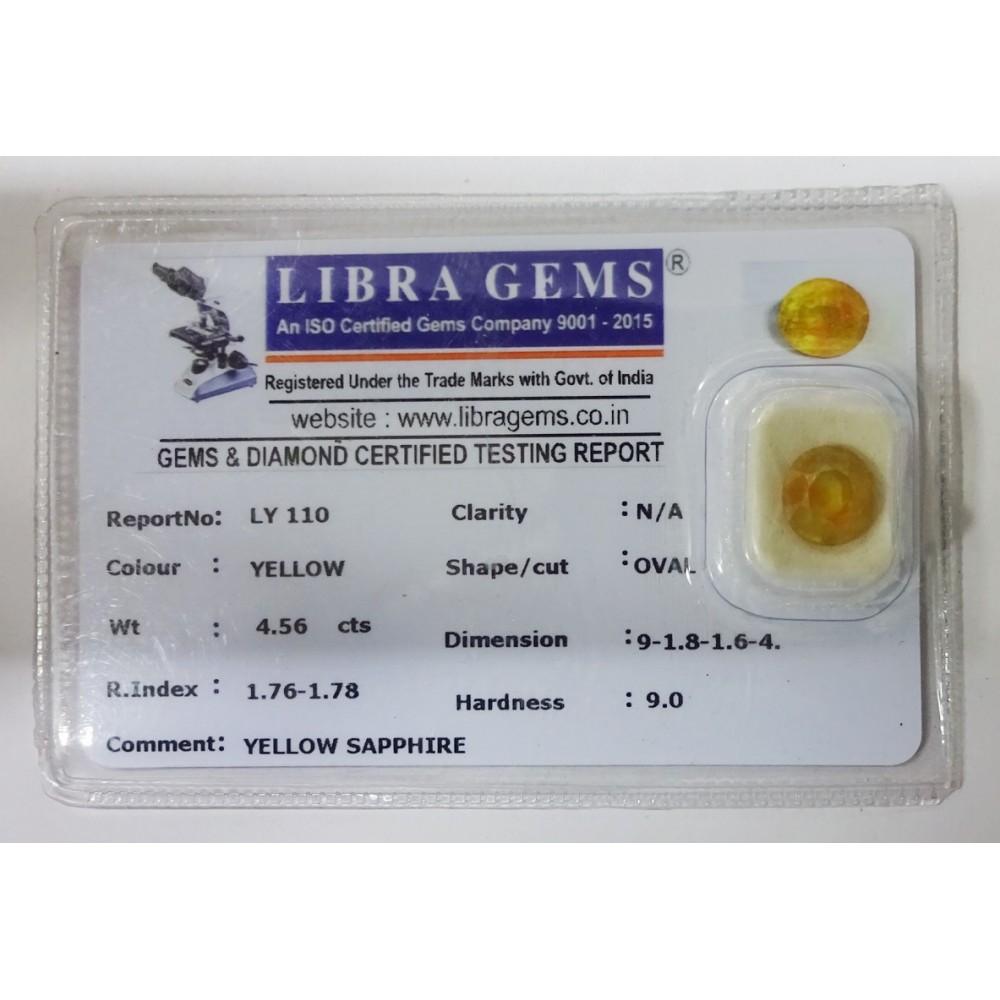 LIBRA GEMS ®
An ISO Certified Gems Company 9001 - 2015
Registered Under the Trade Marks with Govt. of India
website : www.libragems.co.in
GEMS & DIAMOND CERTIFIED TESTING REPORT
ReportNo: LY 110 Clarity : N/A
Colour : YELLOW Shape/cut : OVAL
Wt : 4.56 cts Dimension : 9-1.8-1.6-4.
R.Index : 1.76-1.78 Hardness : 9.0
Comment: YELLOW SAPPHIRE